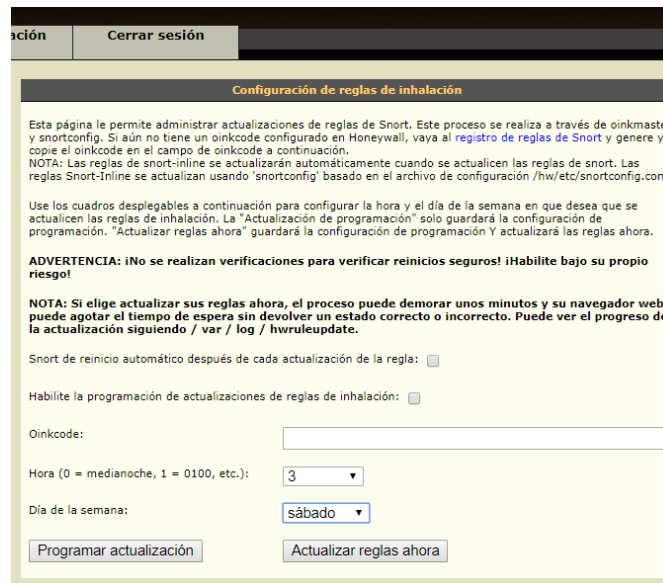 ación
Cerrar sesión
Configuración de reglas de inhalación
Esta página le permite administrar actualizaciones de reglas de Snort. Este proceso se realiza a través de oinkmaste
y snortconfig. Si aún no tiene un oinkcode configurado en Honeywall, vaya al registro de reglas de Snort y genere y
copie el oinkcode en el campo de oinkcode a continuación.
NOTA: Las reglas de snort-inline se actualizarán automáticamente cuando se actualicen las reglas de snort. Las
reglas Snort-Inline se actualizan usando 'snortconfig' basado en el archivo de configuración /hw/etc/snortconfig.con
Use los cuadros desplegables a continuación para configurar la hora y el día de la semana en que desea que se
actualicen las reglas de inhalación. La "Actualización de programación" solo guardará la configuración de
programación. "Actualizar reglas ahora" guardará la configuración de programación Y actualizará las reglas ahora.
ADVERTENCIA: ¡No se realizan verificaciones para verificar reinicios seguros! ¡Habilite bajo su propio
riesgo!
NOTA: Si elige actualizar sus reglas ahora, el proceso puede demorar unos minutos y su navegador web
puede agotar el tiempo de espera sin devolver un estado correcto o incorrecto. Puede ver el progreso de
la actualización siguiendo / var / log / hwruleupdate.
Snort de reinicio automático después de cada actualización de la regla:
Habilite la programación de actualizaciones de reglas de inhalación:
Oinkcode:
Hora (0 = medianoche, 1 = 0100, etc.): 3
Día de la semana: sábado
Programar actualización Actualizar reglas ahora